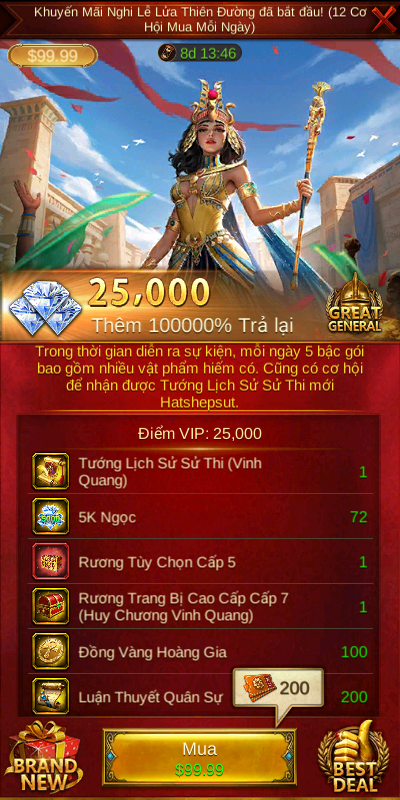 Khuyến Mãi Nghi Lễ Lửa Thiên Đường đã bắt đầu! (12 Cơ
Hội Mua Mỗi Ngày)
$99.99
8d 13:46
25,000
Thêm 100000% Trả lại
GREAT
GENERAL
Trong thời gian diễn ra sự kiện, mỗi ngày 5 bậc gói
bao gồm nhiều vật phẩm hiếm có. Cũng có cơ hội
để nhận được Tướng Lịch Sử Sử Thi mới
Hatshepsut.
Điểm VIP: 25,000
Tướng Lịch Sử Sử Thi (Vinh
Quang)
1
5K Ngọc
72
Rương Tùy Chọn Cấp 5
1
Rương Trang Bị Cao Cấp Cấp 7
(Huy Chương Vinh Quang)
1
Đồng Vàng Hoàng Gia
100
Luận Thuyết Quân Sự
200
200
BRAND
NEW
Mua
$99.99
BEST
DEAL